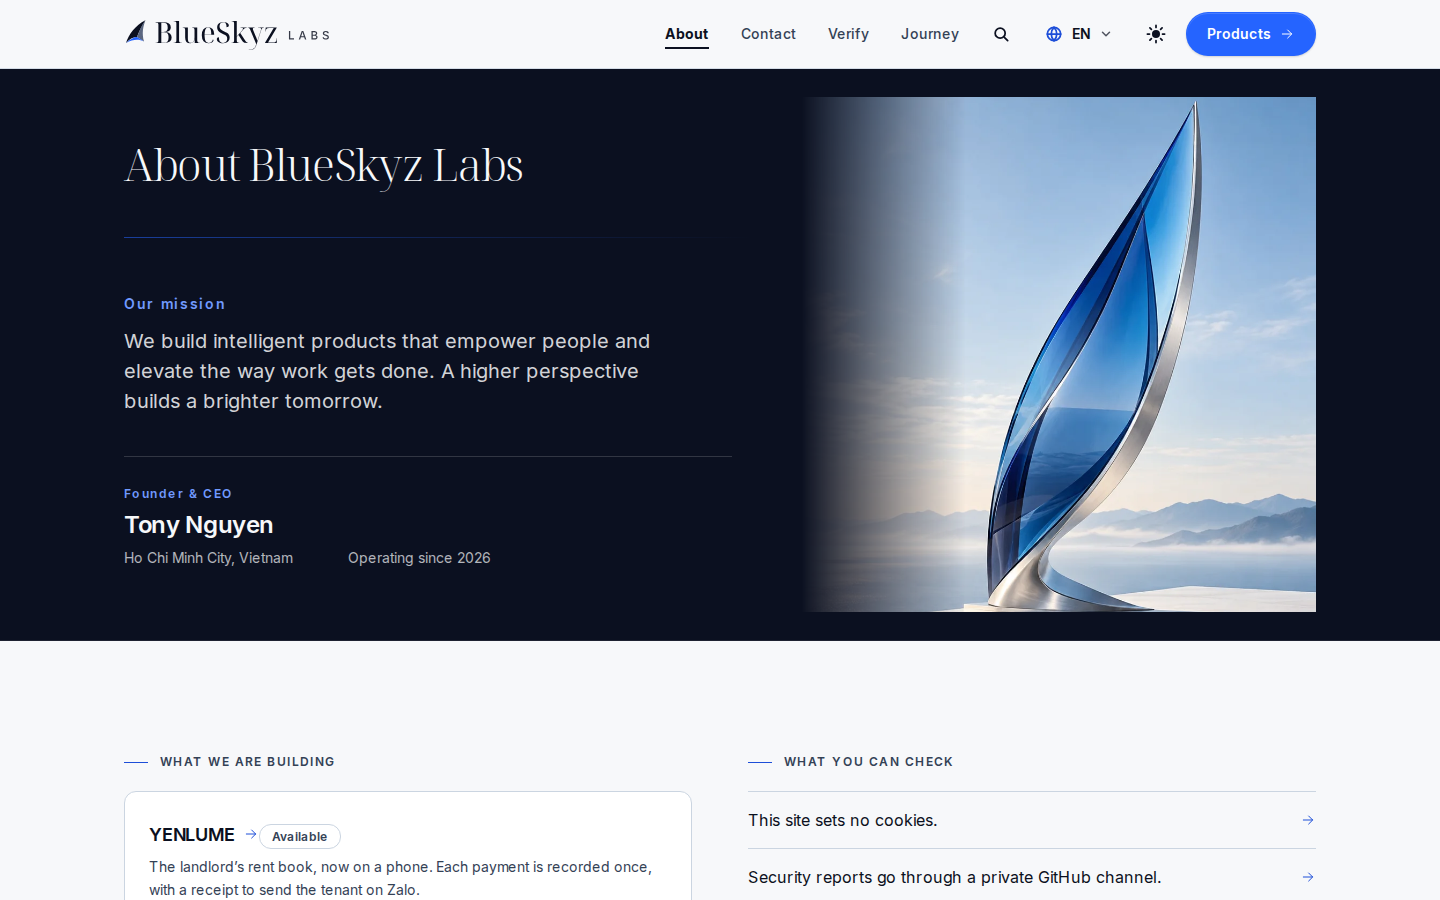 BlueSkyz LABS
About
Contact
Verify
Journey
EN
Products
About BlueSkyz Labs
Our mission
We build intelligent products that empower people and
elevate the way work gets done. A higher perspective
builds a brighter tomorrow.
Founder & CEO
Tony Nguyen
Ho Chi Minh City, Vietnam
Operating since 2026
WHAT WE ARE BUILDING
YENLUME
Available
The landlord’s rent book, now on a phone. Each payment is recorded once,
with a receipt to send the tenant on Zalo.
WHAT YOU CAN CHECK
This site sets no cookies.
Security reports go through a private GitHub channel.